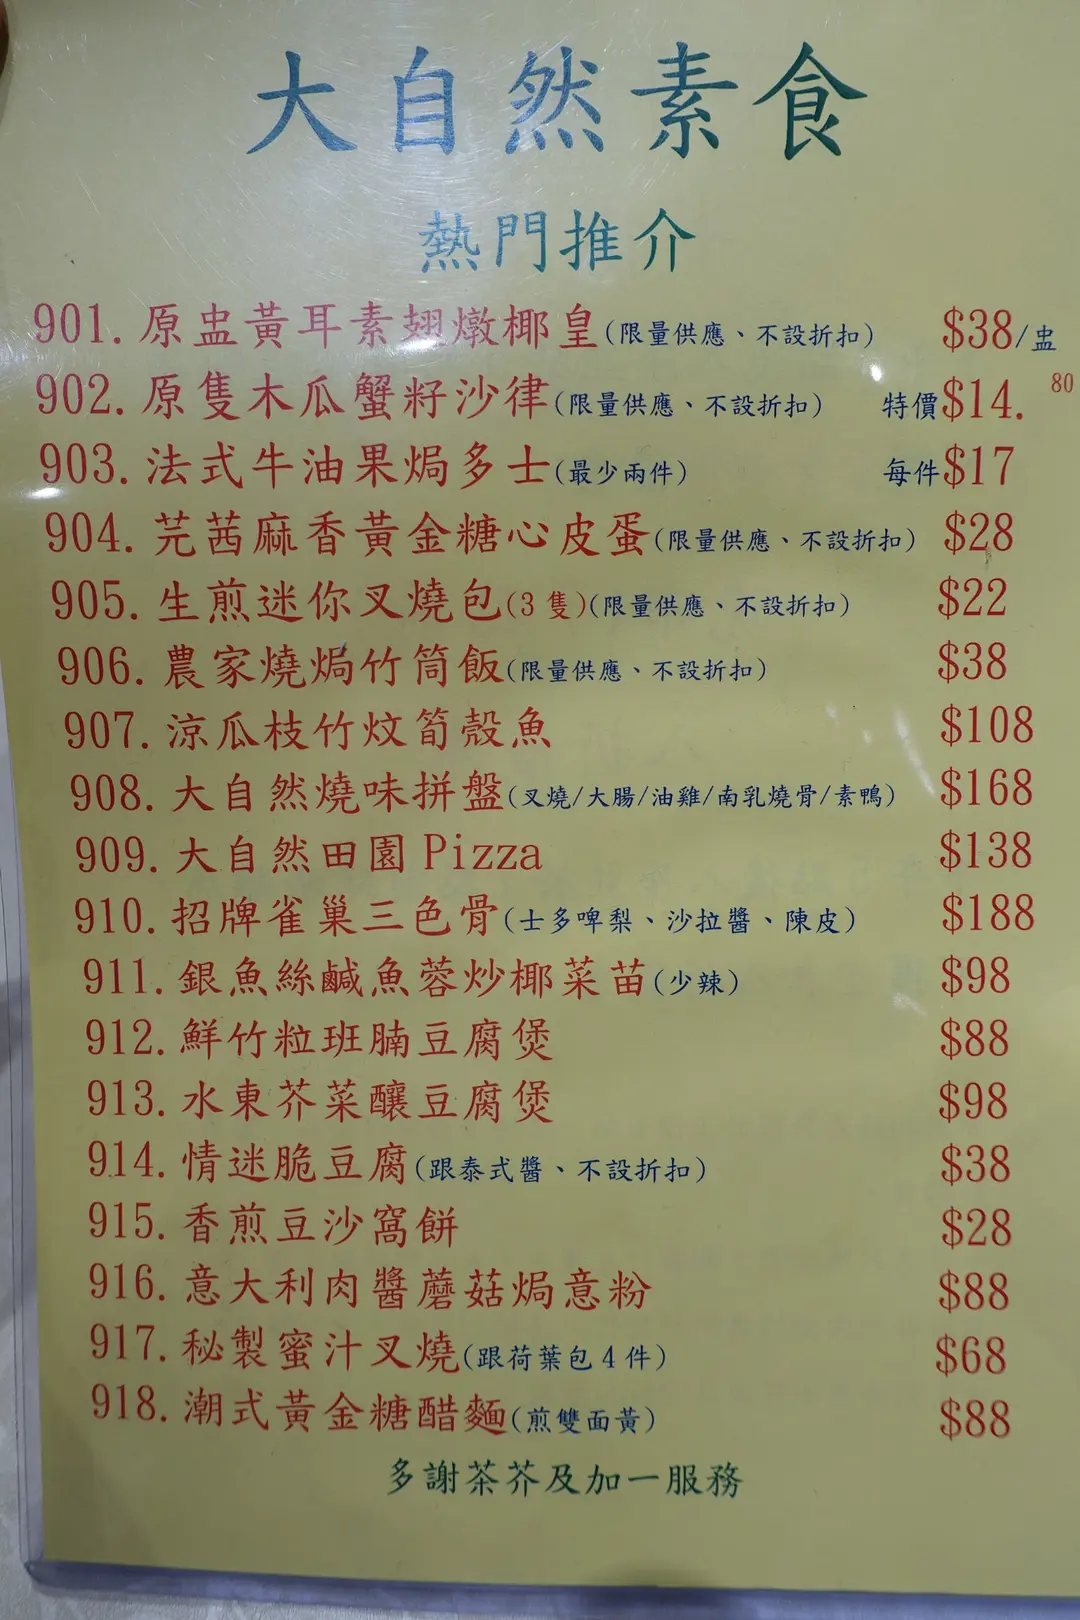 大自然素食
熱門推介
901. 原盅黃耳素翅燉椰皇(限量供應、不設折扣) $38/盅
902. 原隻木瓜蟹籽沙律(限量供應、不設折扣) 特價$14.80
903. 法式牛油果焗多士(最少兩件) 每件$17
904. 芫茜麻香黃金糖心皮蛋(限量供應、不設折扣) $28
905. 生煎迷你叉燒包(3隻)(限量供應、不設折扣) $22
906. 農家燒焗竹筒飯(限量供應、不設折扣) $38
907. 涼瓜枝竹炆筍殼魚 $108
908. 大自然燒味拼盤(叉燒/大腸/油雞/南乳燒骨/素鴨) $168
909. 大自然田園 Pizza $138
910. 招牌雀巢三色骨(士多啤梨、沙拉醬、陳皮) $188
911. 銀魚絲鹹魚蓉炒椰菜苗(少辣) $98
912. 鮮竹粒班腩豆腐煲 $88
913. 水東芥菜釀豆腐煲 $98
914. 情迷脆豆腐(跟泰式醬、不設折扣) $38
915. 香煎豆沙窩餅 $28
916. 意大利肉醬蘑菇焗意粉 $88
917. 秘製蜜汁叉燒(跟荷葉包4件) $68
918. 潮式黃金糖醋麵(煎雙面黃) $88
多謝茶芥及加一服務